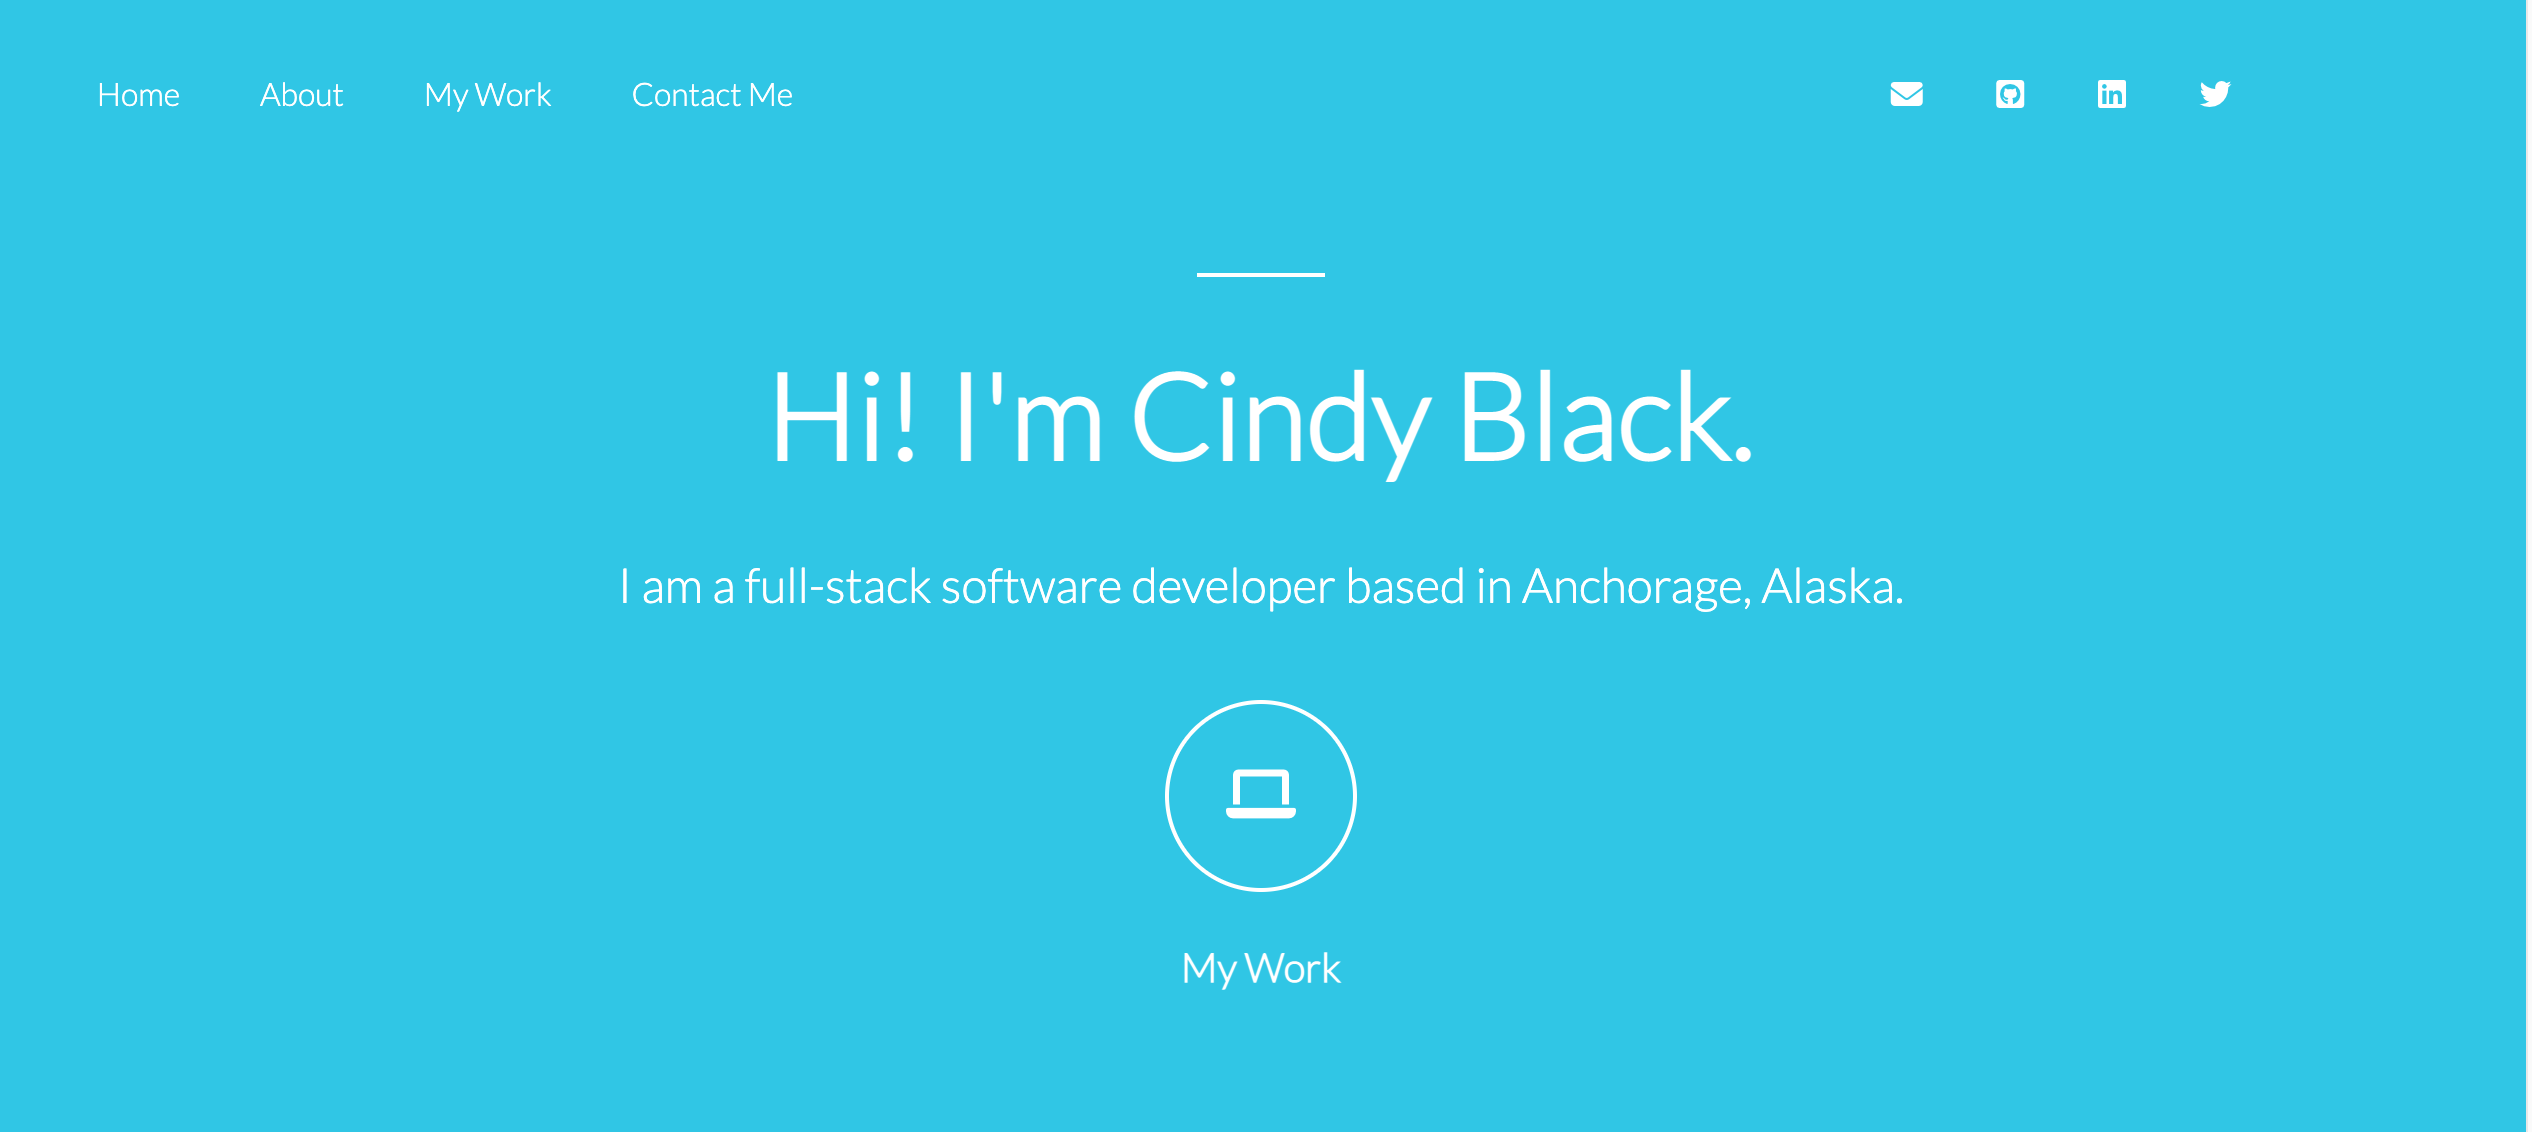 Home About My Work Contact Me
Hi! I'm Cindy Black.
I am a full-stack software developer based in Anchorage, Alaska.
My Work